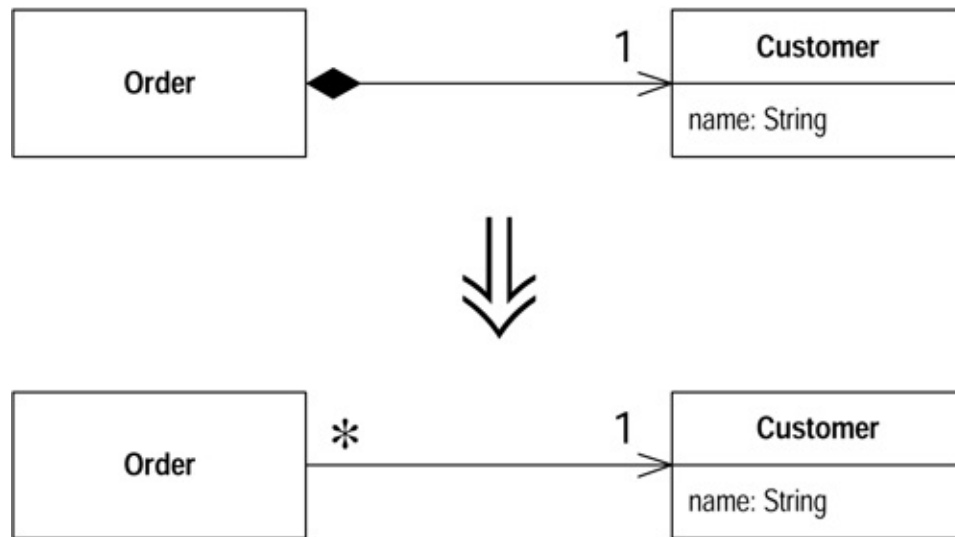 Order
1
Customer
name: String
Order
*
1
Customer
name: String